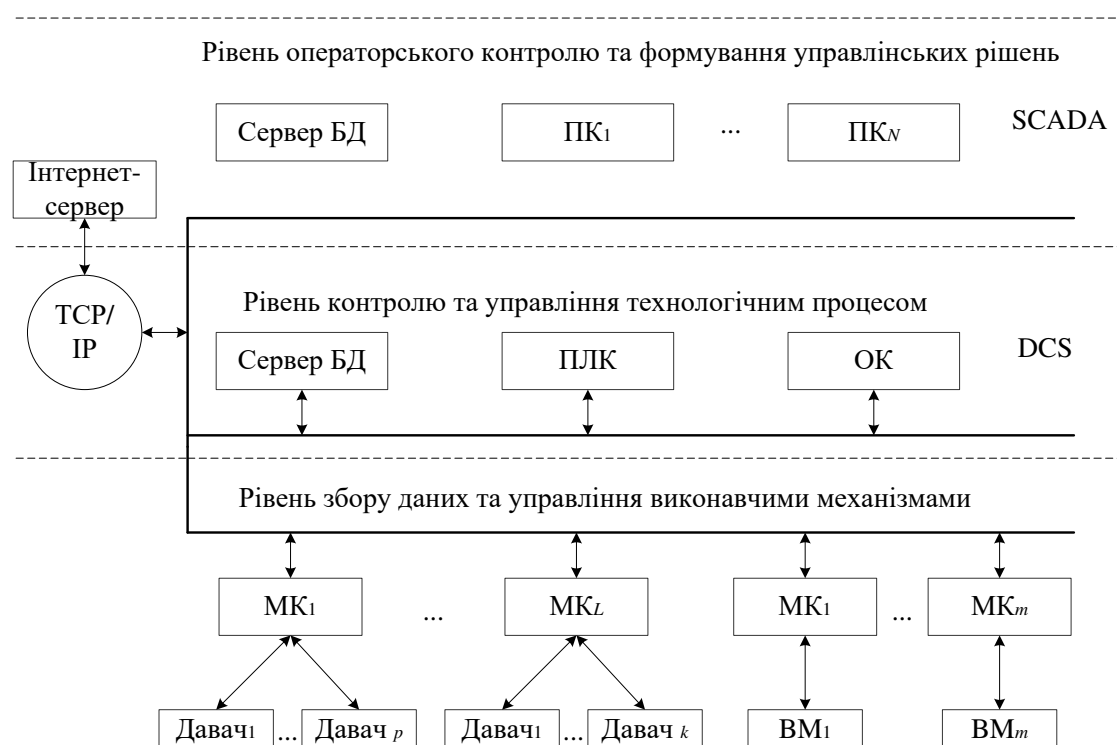 Рівень операторського контролю та формування управлінських рішень
Сервер БД ПК1 ... ПКN SCADA
Інтернет-
сервер
Рівень контролю та управління технологічним процесом
TCP/
IP
Сервер БД ПЛК ОК DCS
Рівень збору даних та управління виконавчими механізмами
МК1 ... МКL МК1 ... МКm
Давач1 ... Давач p Давач1 ... Давач k ВМ1 ВМm